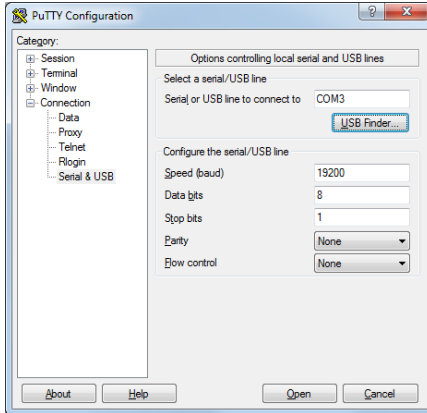 PuTTY Configuration
Category:
Session
Terminal
Window
Connection
Data
Proxy
Telnet
Rlogin
Serial & USB
Options controlling local serial and USB lines
Select a serial/USB line
Serial or USB line to connect to COM3
USB Finder...
Configure the serial/USB line
Speed (baud) 19200
Data bits 8
Stop bits 1
Parity None
Flow control None
About Help Open Cancel